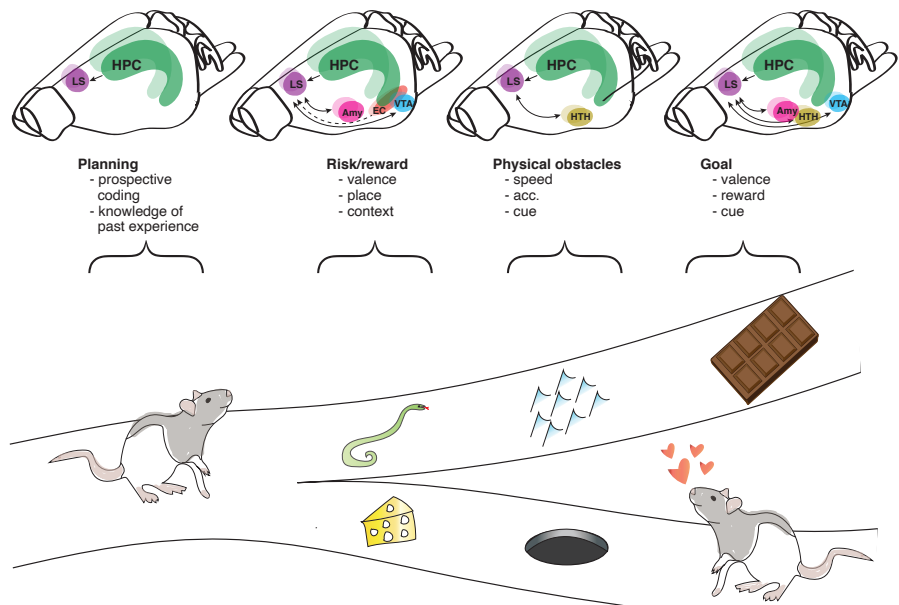 HPC
LS
HPC
LS
Amy
EC
VTA
HPC
LS
HTH
HPC
LS
Amy
HTH
VTA
Planning
- prospective
coding
- knowledge of
past experience
Risk/reward
- valence
- place
- context
Physical obstacles
- speed
- acc.
- cue
Goal
- valence
- reward
- cue